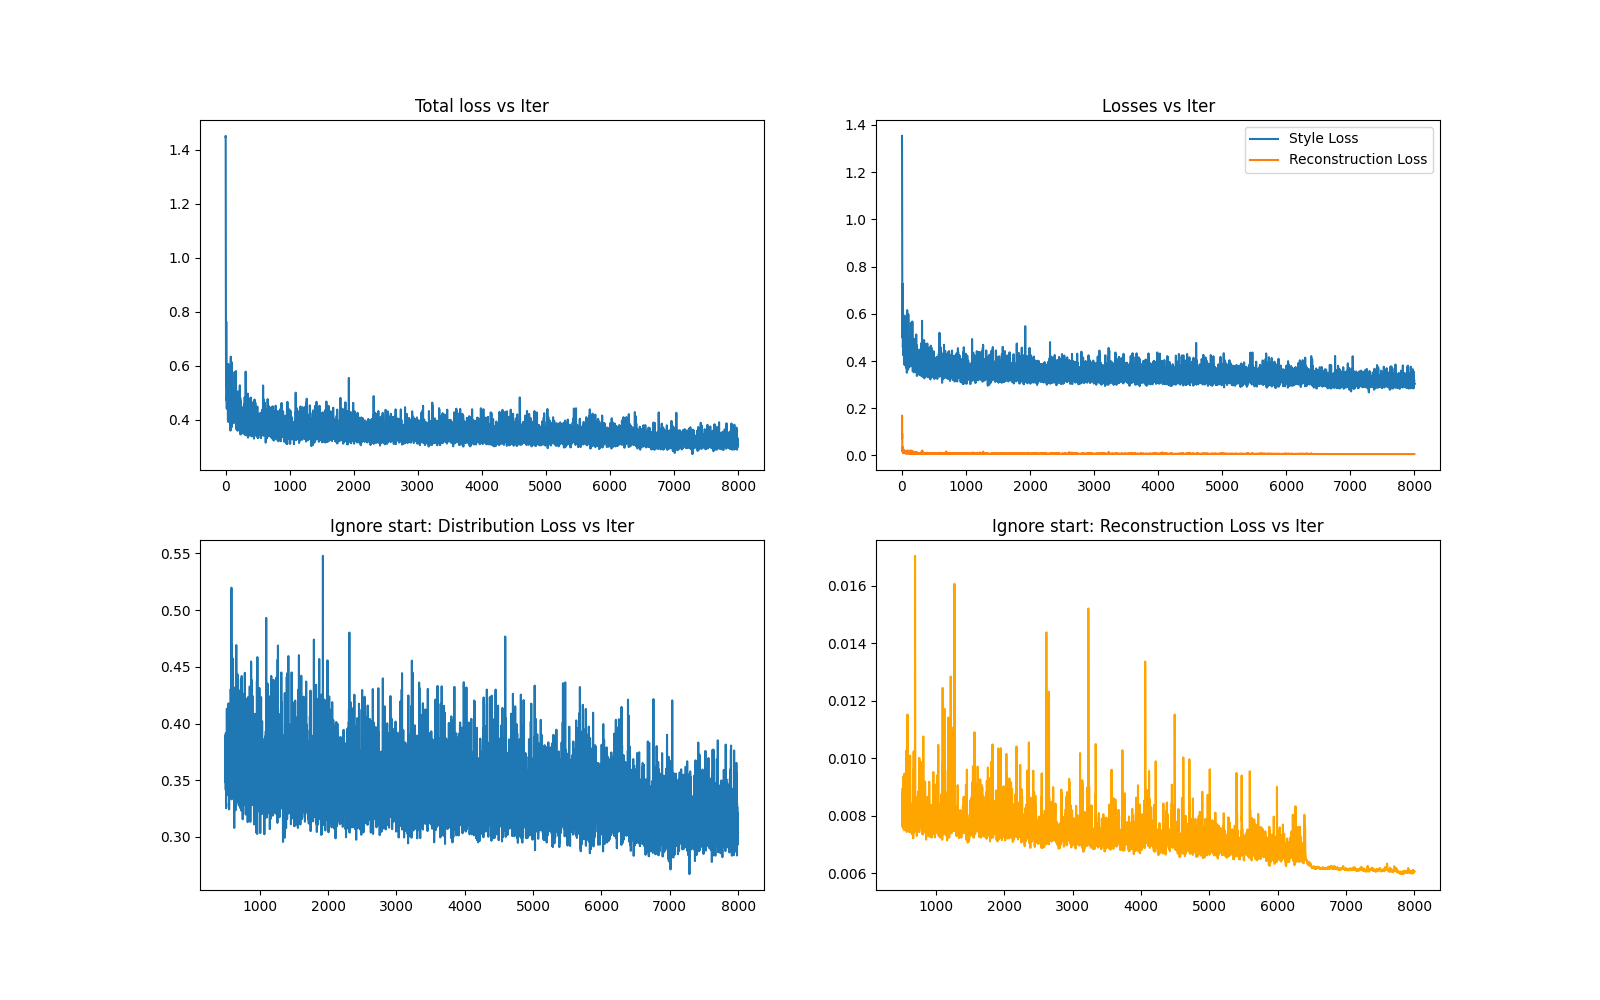 Total loss vs Iter
1.4
1.2
1.0
0.8
0.6
0.4
0 1000 2000 3000 4000 5000 6000 7000 8000
Losses vs Iter
Style Loss
Reconstruction Loss
1.4
1.2
1.0
0.8
0.6
0.4
0.2
0.0
0 1000 2000 3000 4000 5000 6000 7000 8000
Ignore start: Distribution Loss vs Iter
0.55
0.50
0.45
0.40
0.35
0.30
1000 2000 3000 4000 5000 6000 7000 8000
Ignore start: Reconstruction Loss vs Iter
0.016
0.014
0.012
0.010
0.008
0.006
1000 2000 3000 4000 5000 6000 7000 8000